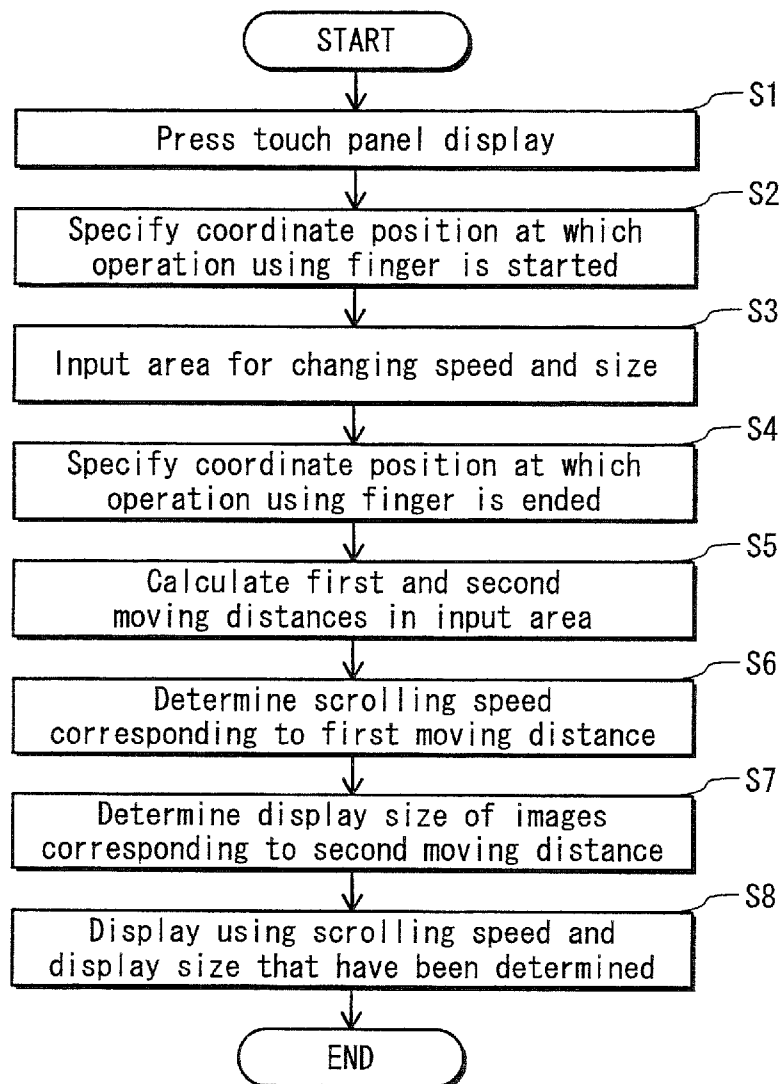 START
S1
Press touch panel display
S2
Specify coordinate position at which
operation using finger is started
S3
Input area for changing speed and size
S4
Specify coordinate position at which
operation using finger is ended
S5
Calculate first and second
moving distances in input area
S6
Determine scrolling speed
corresponding to first moving distance
S7
Determine display size of images
corresponding to second moving distance
S8
Display using scrolling speed and
display size that have been determined
END